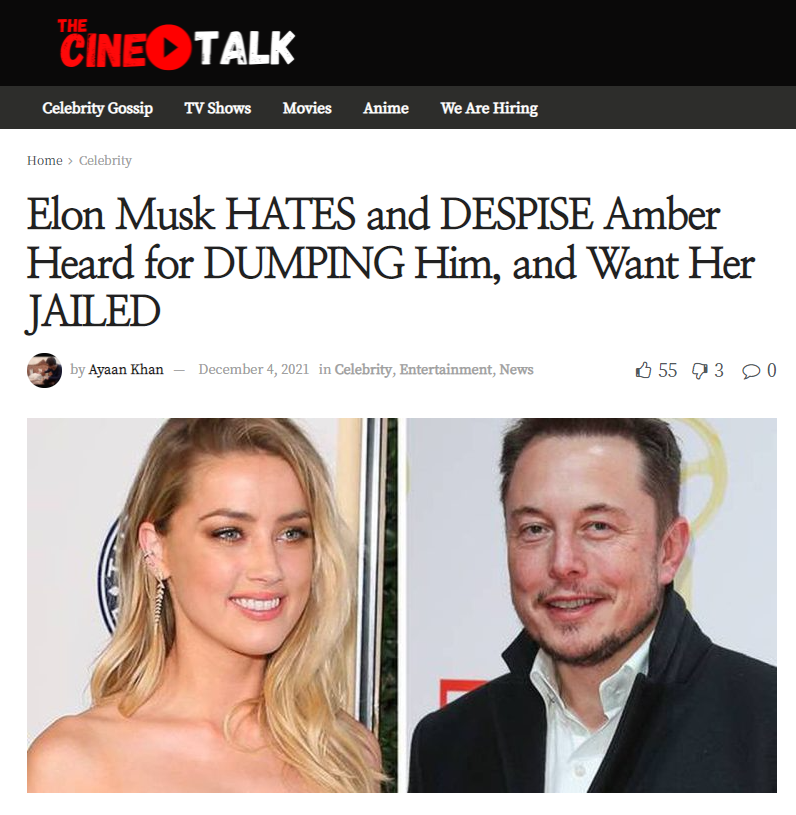 THE
CINE TALK
Celebrity Gossip TV Shows Movies Anime We Are Hiring
Home > Celebrity
Elon Musk HATES and DESPISE Amber
Heard for DUMPING Him, and Want Her
JAILED
by Ayaan Khan — December 4, 2021 in Celebrity, Entertainment, News 55 3 0